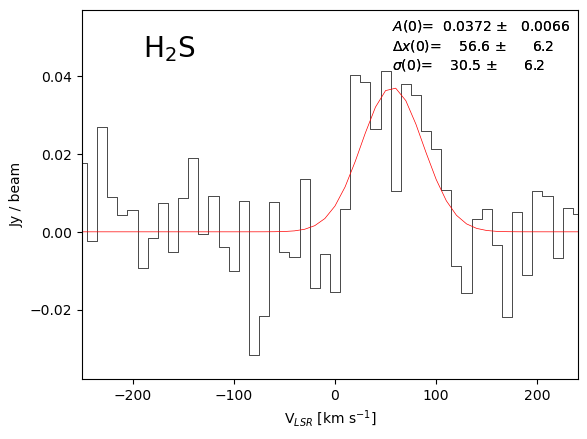 H₂S
A(0)= 0.0372 ± 0.0066
Δx(0)= 56.6 ± 6.2
σ(0)= 30.5 ± 6.2
Jy / beam
0.04
0.02
0.00
−0.02
−200 −100 0 100 200
V_LSR [km s⁻¹]